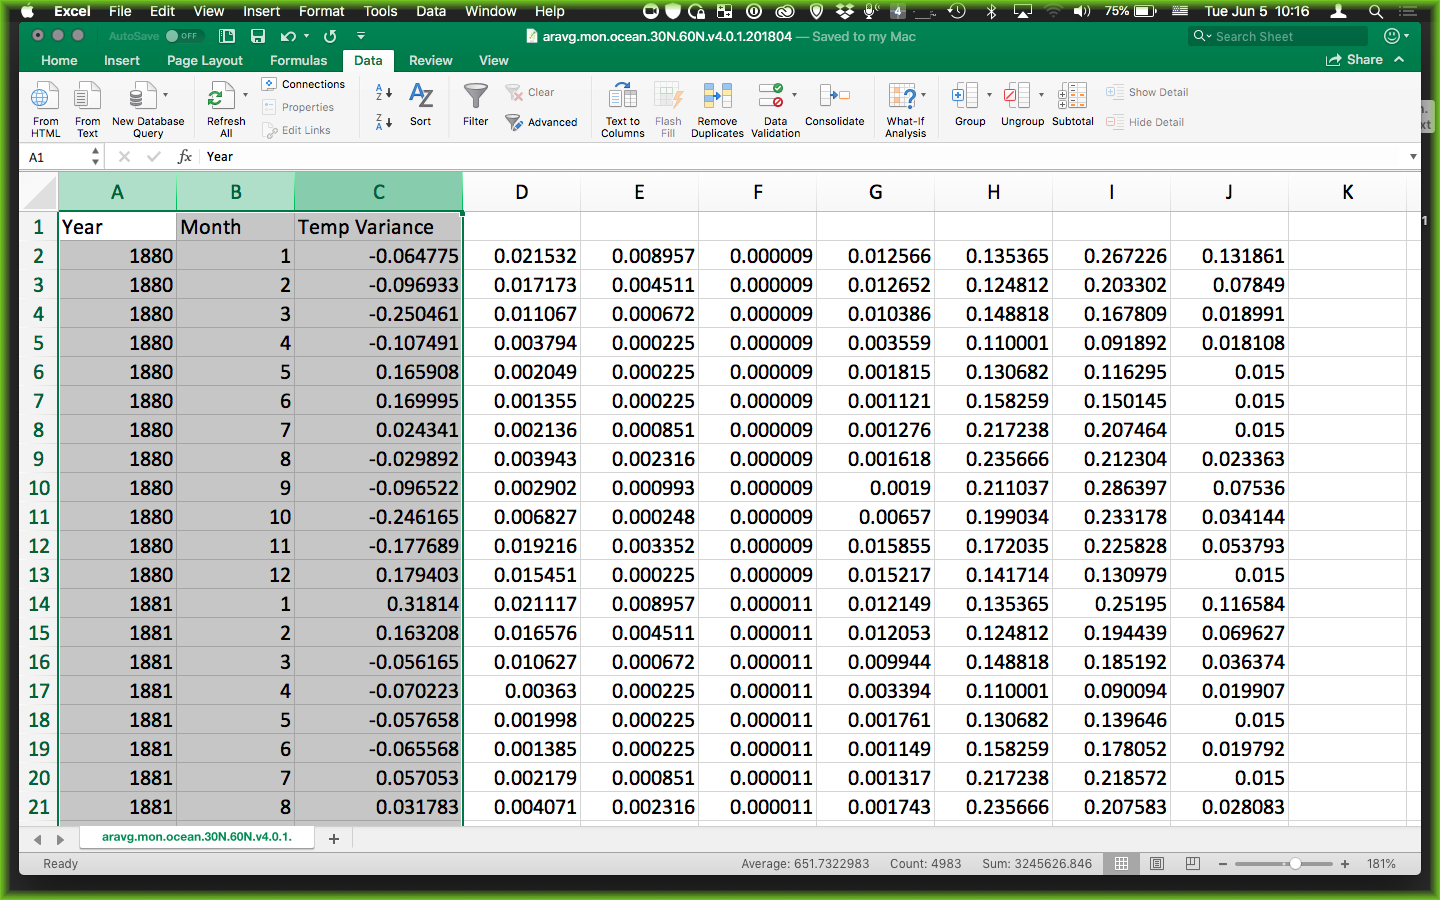 Excel File Edit View Insert Format Tools Data Window Help 4 75% Tue Jun 5 10:16
AutoSave OFF aravg.mon.ocean.30N.60N.v4.0.1.201804 — Saved to my Mac Search Sheet
Home Insert Page Layout Formulas Data Review View Share
From HTML From Text New Database Query Refresh All Connections Properties Edit Links Sort Filter Clear Advanced Text to Columns Flash Fill Remove Duplicates Data Validation Consolidate What-If Analysis Group Ungroup Subtotal Show Detail Hide Detail
A1 fx Year
A B C D E F G H I J K
1 Year Month Temp Variance
2 1880 1 -0.064775 0.021532 0.008957 0.000009 0.012566 0.135365 0.267226 0.131861
3 1880 2 -0.096933 0.017173 0.004511 0.000009 0.012652 0.124812 0.203302 0.07849
4 1880 3 -0.250461 0.011067 0.000672 0.000009 0.010386 0.148818 0.167809 0.018991
5 1880 4 -0.107491 0.003794 0.000225 0.000009 0.003559 0.110001 0.091892 0.018108
6 1880 5 0.165908 0.002049 0.000225 0.000009 0.001815 0.130682 0.116295 0.015
7 1880 6 0.169995 0.001355 0.000225 0.000009 0.001121 0.158259 0.150145 0.015
8 1880 7 0.024341 0.002136 0.000851 0.000009 0.001276 0.217238 0.207464 0.015
9 1880 8 -0.029892 0.003943 0.002316 0.000009 0.001618 0.235666 0.212304 0.023363
10 1880 9 -0.096522 0.002902 0.000993 0.000009 0.0019 0.211037 0.286397 0.07536
11 1880 10 -0.246165 0.006827 0.000248 0.000009 0.00657 0.199034 0.233178 0.034144
12 1880 11 -0.177689 0.019216 0.003352 0.000009 0.015855 0.172035 0.225828 0.053793
13 1880 12 0.179403 0.015451 0.000225 0.000009 0.015217 0.141714 0.130979 0.015
14 1881 1 0.31814 0.021117 0.008957 0.000011 0.012149 0.135365 0.25195 0.116584
15 1881 2 0.163208 0.016576 0.004511 0.000011 0.012053 0.124812 0.194439 0.069627
16 1881 3 -0.056165 0.010627 0.000672 0.000011 0.009944 0.148818 0.185192 0.036374
17 1881 4 -0.070223 0.00363 0.000225 0.000011 0.003394 0.110001 0.090094 0.019907
18 1881 5 -0.057658 0.001998 0.000225 0.000011 0.001761 0.130682 0.139646 0.015
19 1881 6 -0.065568 0.001385 0.000225 0.000011 0.001149 0.158259 0.178052 0.019792
20 1881 7 0.057053 0.002179 0.000851 0.000011 0.001317 0.217238 0.218572 0.015
21 1881 8 0.031783 0.004071 0.002316 0.000011 0.001743 0.235666 0.207583 0.028083
aravg.mon.ocean.30N.60N.v4.0.1. +
Ready Average: 651.7322983 Count: 4983 Sum: 3245626.846 181%